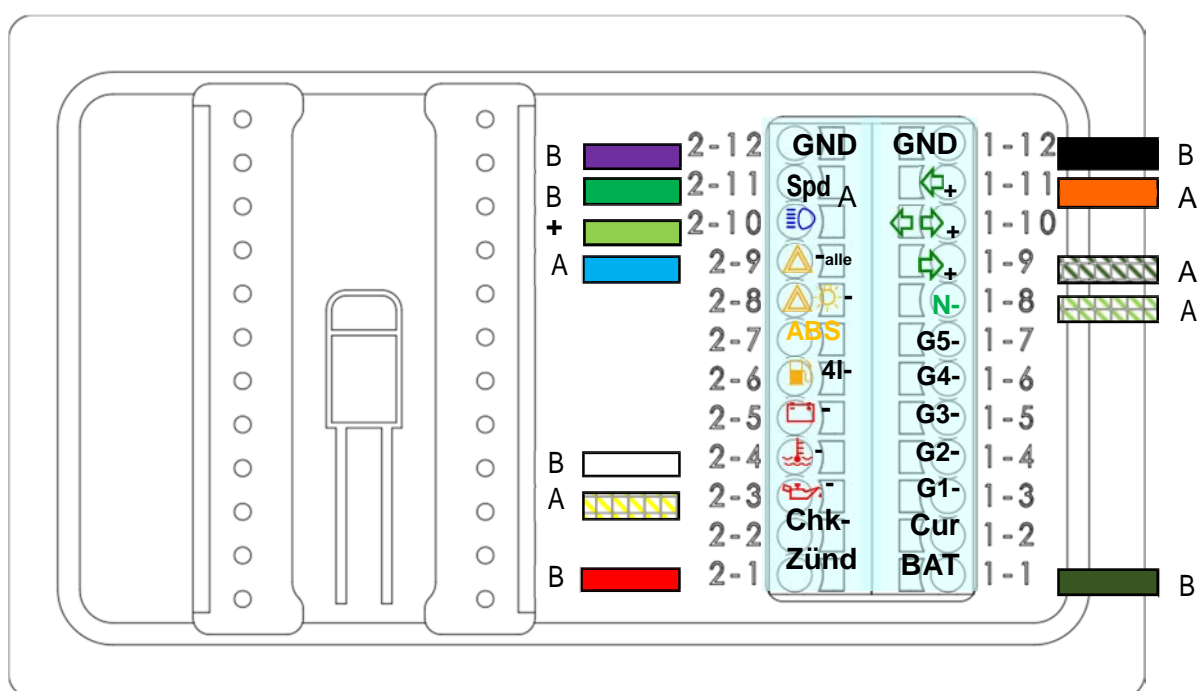 B 2-12 GND GND 1-12 B
B 2-11 Spd A + 1-11 A
+ 2-10 + 1-10
A 2-9 -alle + 1-9 A
2-8 - N- 1-8 A
2-7 ABS G5- 1-7
2-6 4l- G4- 1-6
2-5 - G3- 1-5
B 2-4 - G2- 1-4
A 2-3 - G1- 1-3
2-2 Chk- Cur 1-2
B 2-1 Zünd BAT 1-1 B